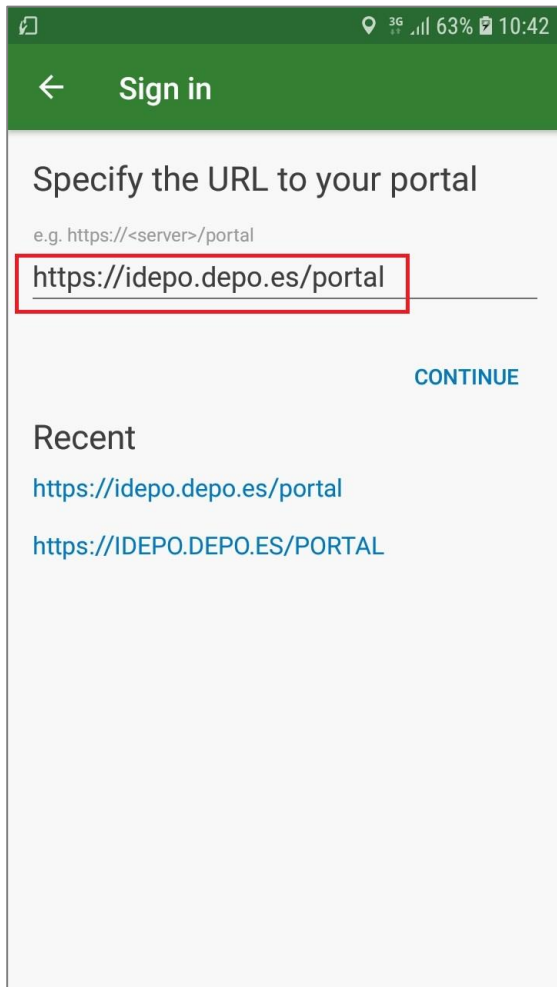 3G 63% 10:42
Sign in
Specify the URL to your portal
e.g. https://<server>/portal
https://idepo.depo.es/portal
CONTINUE
Recent
https://idepo.depo.es/portal
https://IDEPO.DEPO.ES/PORTAL